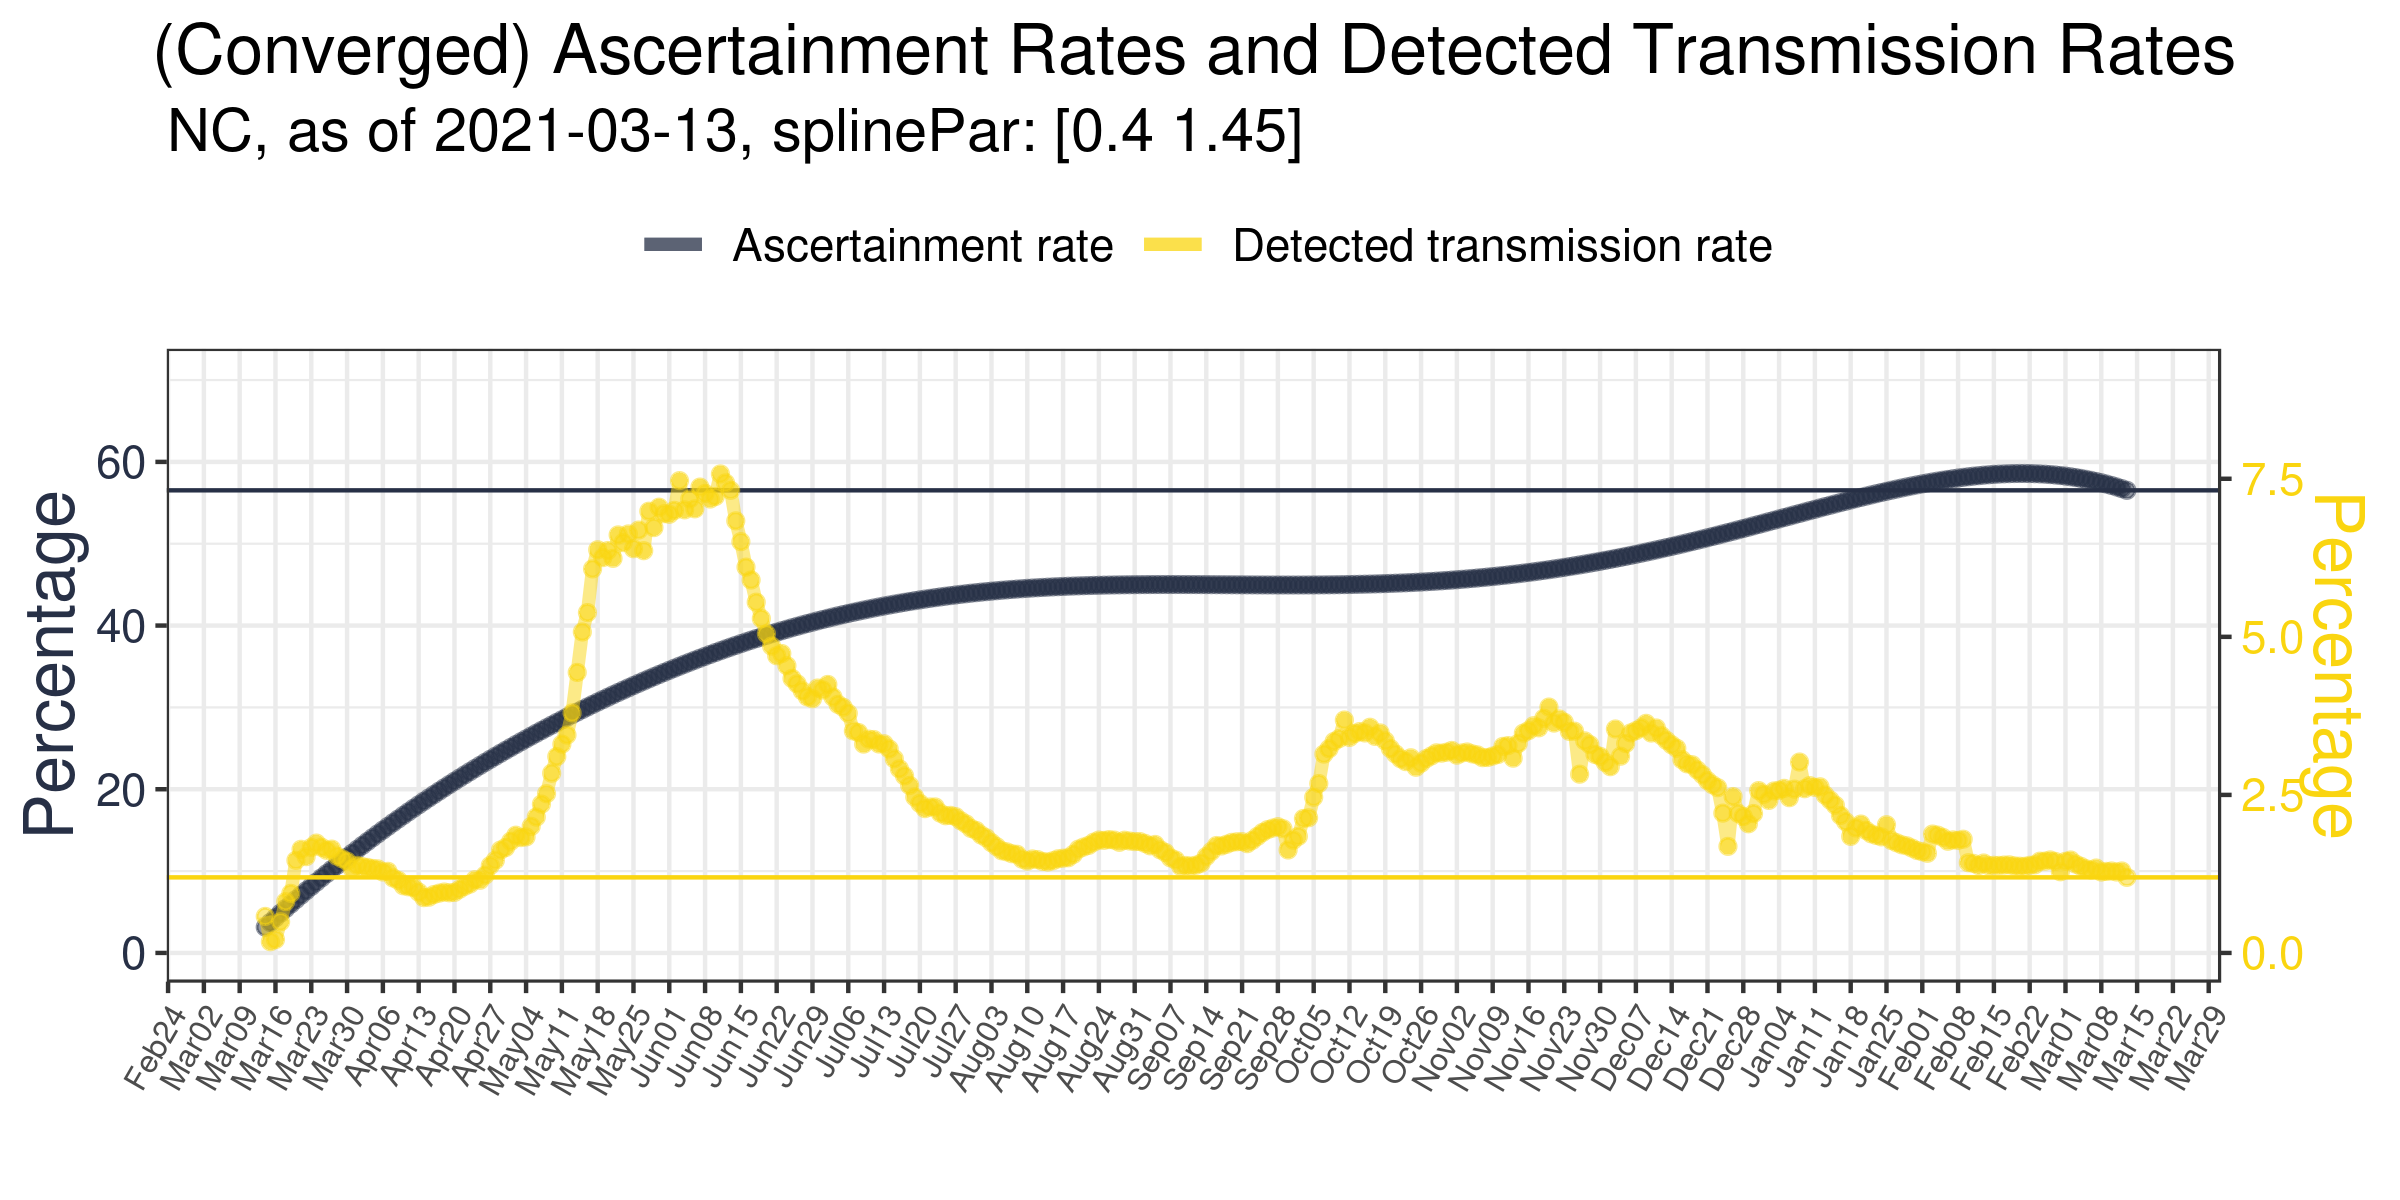 (Converged) Ascertainment Rates and Detected Transmission Rates
NC, as of 2021-03-13, splinePar: [0.4 1.45]
Ascertainment rate
Detected transmission rate
Percentage
60
40
20
0
7.5
5.0
2.5
0.0
Percentage
Feb24
Mar02
Mar09
Mar16
Mar23
Mar30
Apr06
Apr13
Apr20
Apr27
May04
May11
May18
May25
Jun01
Jun08
Jun15
Jun22
Jun29
Jul06
Jul13
Jul20
Jul27
Aug03
Aug10
Aug17
Aug24
Aug31
Sep07
Sep14
Sep21
Sep28
Oct05
Oct12
Oct19
Oct26
Nov02
Nov09
Nov16
Nov23
Nov30
Dec07
Dec14
Dec21
Dec28
Jan04
Jan11
Jan18
Jan25
Feb01
Feb08
Feb15
Feb22
Mar01
Mar08
Mar15
Mar22
Mar29